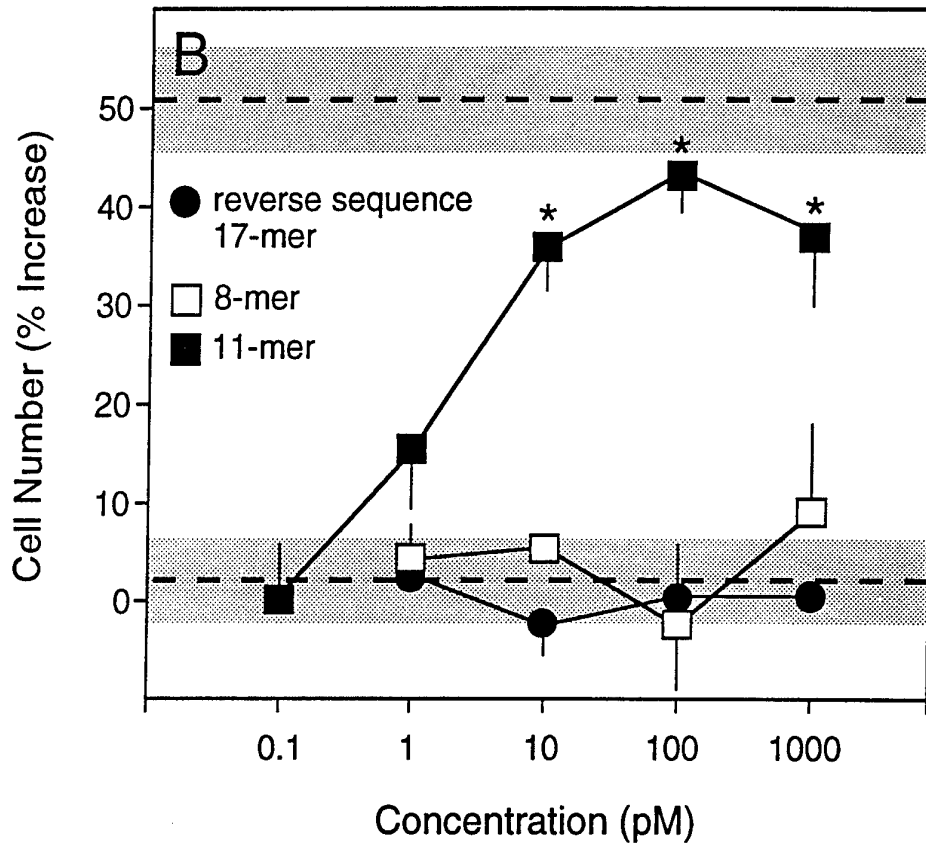 B
Cell Number (% Increase)
50
40
30
20
10
0
reverse sequence
17-mer
8-mer
11-mer
*
*
*
0.1 1 10 100 1000
Concentration (pM)